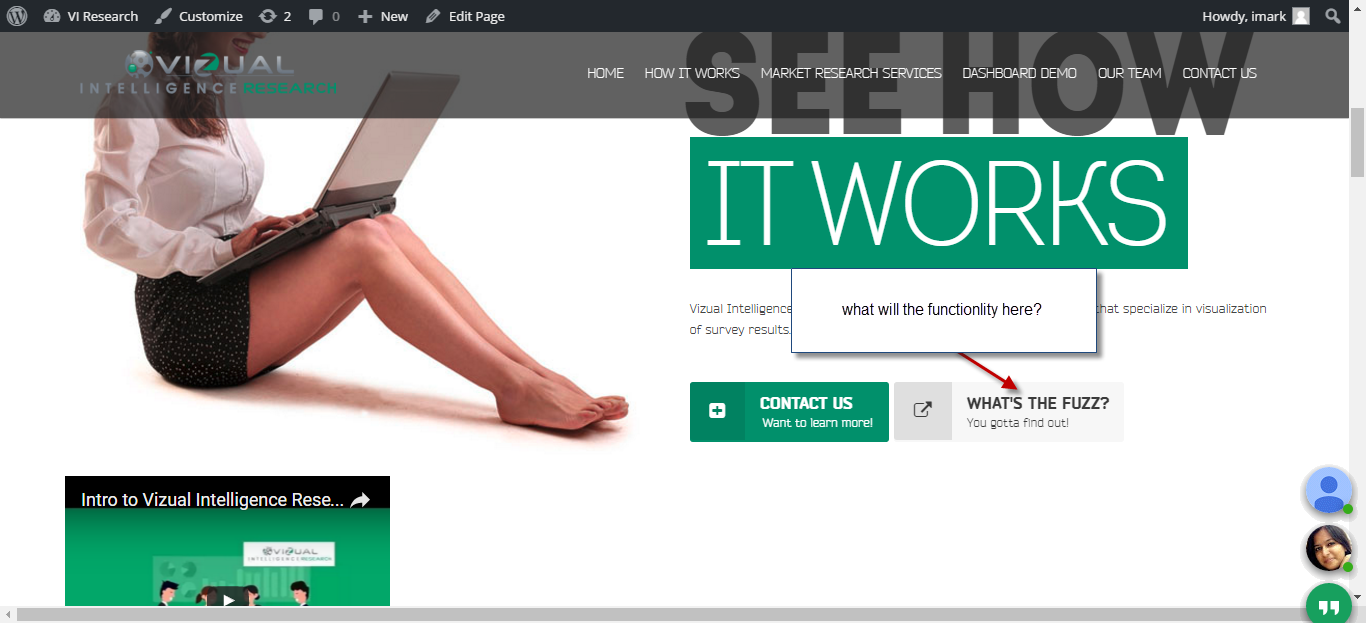 VI Research Customize 2 0 New Edit Page Howdy, imark
VIZUAL
INTELLIGENCE RESEARCH
HOME HOW IT WORKS MARKET RESEARCH SERVICES DASHBOARD DEMO OUR TEAM CONTACT US
SEE HOW
IT WORKS
what will the functionlity here?
Vizual Intelligence that specialize in visualization
of survey results.
CONTACT US
Want to learn more!
WHAT'S THE FUZZ?
You gotta find out!
Intro to Vizual Intelligence Rese...
VIZUAL
INTELLIGENCE RESEARCH